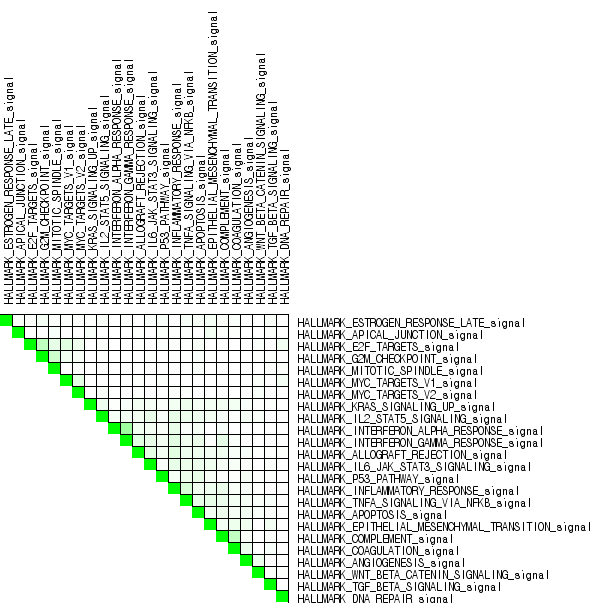 HALLMARK_ESTROGEN_RESPONSE_LATE_signal
HALLMARK_APICAL_JUNCTION_signal
HALLMARK_E2F_TARGETS_signal
HALLMARK_G2M_CHECKPOINT_signal
HALLMARK_MITOTIC_SPINDLE_signal
HALLMARK_MYC_TARGETS_V1_signal
HALLMARK_MYC_TARGETS_V2_signal
HALLMARK_KRAS_SIGNALING_UP_signal
HALLMARK_IL2_STAT5_SIGNALING_signal
HALLMARK_INTERFERON_ALPHA_RESPONSE_signal
HALLMARK_INTERFERON_GAMMA_RESPONSE_signal
HALLMARK_ALLOGRAFT_REJECTION_signal
HALLMARK_IL6_JAK_STAT3_SIGNALING_signal
HALLMARK_P53_PATHWAY_signal
HALLMARK_INFLAMMATORY_RESPONSE_signal
HALLMARK_TNFA_SIGNALING_VIA_NFKB_signal
HALLMARK_APOPTOSIS_signal
HALLMARK_EPITHELIAL_MESENCHYMAL_TRANSITION_signal
HALLMARK_COMPLEMENT_signal
HALLMARK_COAGULATION_signal
HALLMARK_ANGIOGENESIS_signal
HALLMARK_WNT_BETA_CATENIN_SIGNALING_signal
HALLMARK_TGF_BETA_SIGNALING_signal
HALLMARK_DNA_REPAIR_signal
HALLMARK_ESTROGEN_RESPONSE_LATE_signal
HALLMARK_APICAL_JUNCTION_signal
HALLMARK_E2F_TARGETS_signal
HALLMARK_G2M_CHECKPOINT_signal
HALLMARK_MITOTIC_SPINDLE_signal
HALLMARK_MYC_TARGETS_V1_signal
HALLMARK_MYC_TARGETS_V2_signal
HALLMARK_KRAS_SIGNALING_UP_signal
HALLMARK_IL2_STAT5_SIGNALING_signal
HALLMARK_INTERFERON_ALPHA_RESPONSE_signal
HALLMARK_INTERFERON_GAMMA_RESPONSE_signal
HALLMARK_ALLOGRAFT_REJECTION_signal
HALLMARK_IL6_JAK_STAT3_SIGNALING_signal
HALLMARK_P53_PATHWAY_signal
HALLMARK_INFLAMMATORY_RESPONSE_signal
HALLMARK_TNFA_SIGNALING_VIA_NFKB_signal
HALLMARK_APOPTOSIS_signal
HALLMARK_EPITHELIAL_MESENCHYMAL_TRANSITION_signal
HALLMARK_COMPLEMENT_signal
HALLMARK_COAGULATION_signal
HALLMARK_ANGIOGENESIS_signal
HALLMARK_WNT_BETA_CATENIN_SIGNALING_signal
HALLMARK_TGF_BETA_SIGNALING_signal
HALLMARK_DNA_REPAIR_signal